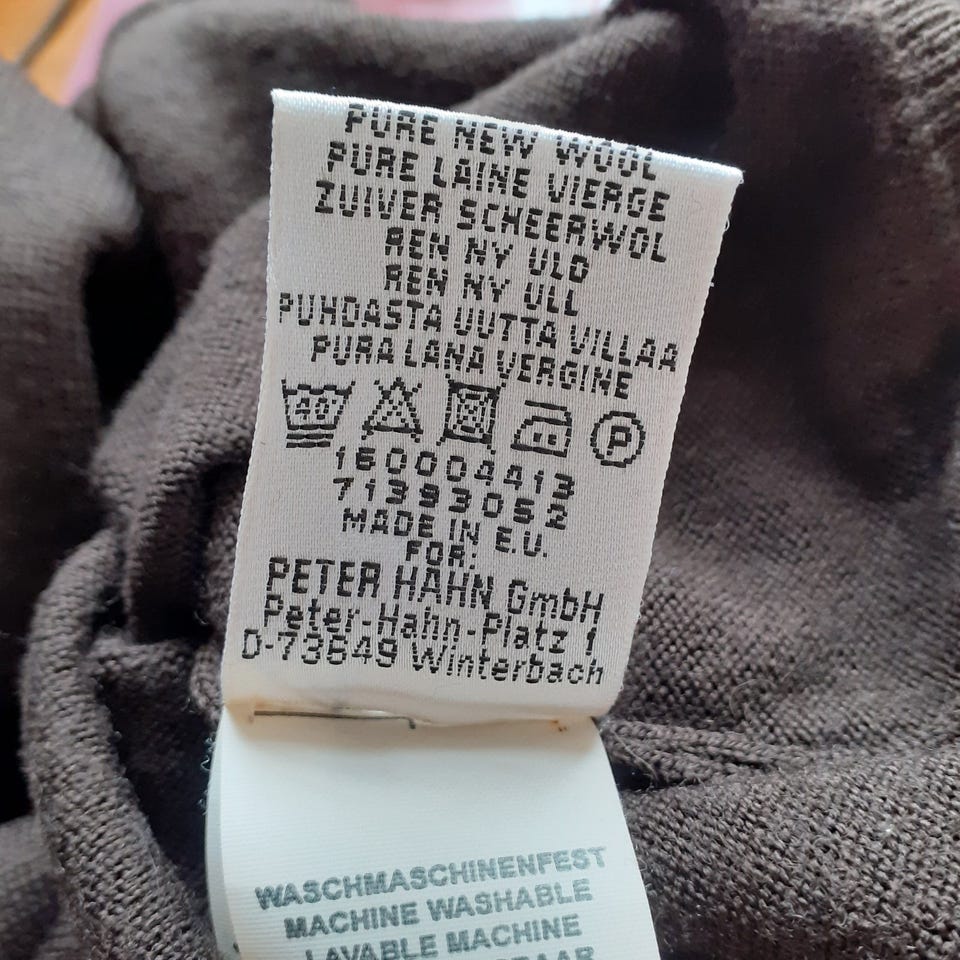 PURE NEW WOOL
PURE LAINE VIERGE
ZUIVER SCHEERWOL
REN NY ULD
REN NY ULL
PUHDASTA UUTTA VILLAA
PURA LANA VERGINE
40 P
160004413
71393052
MADE IN E.U.
FOR:
PETER HAHN GmbH
Peter-Hahn-Platz 1
D-73649 Winterbach
WASCHMASCHINENFEST
MACHINE WASHABLE
LAVABLE MACHINE